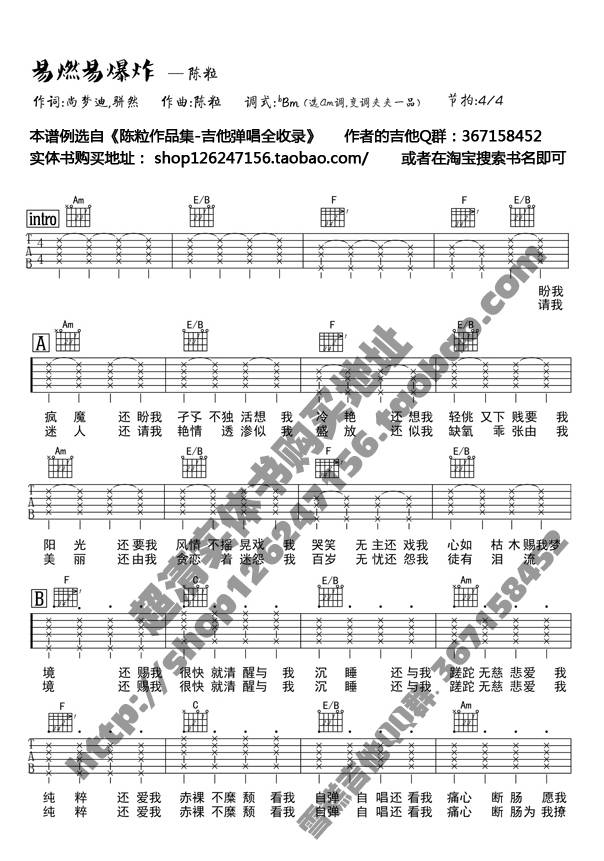 易燃易爆炸 —陈粒
作词:尚梦迪,骈然 作曲:陈粒 调式:♭Bm (选Am调,变调夹夹一品) 节拍:4/4
本谱例选自《陈粒作品集-吉他弹唱全收录》 作者的吉他Q群：367158452
实体书购买地址： shop126247156.taobao.com/ 或者在淘宝搜索书名即可
intro Am E/B F F E/B
T A B 4/4
盼我
请我
A Am E/B F E/B
疯 魔 还 盼我 孑孓 不独 活想 我 冷 艳 还 想我 轻佻 又下 贱要 我
迷 人 还 请我 艳情 透 渗似 我 盛 放 还 似我 缺氧 乖 张由 我
Am E/B F E/B
T A B
阳 光 还要我 风情 不摇 晃戏 我 哭笑 无 主还 戏我 心如 枯 木赐我梦
美 丽 还由我 贪恋 着 迷怨 我 百岁 无 忧还 怨我 徒有 泪 流
B F C E/B Am
境 还 赐我 很快 就清 醒与 我 沉 睡 还 与我 蹉跎 无慈 悲爱 我
境 还 赐我 很快 就清 醒与 我 沉 睡 还 与我 蹉跎 无慈 悲爱 我
F C E/B Am
T A B
纯 粹 还 爱我 赤裸 不糜 颓 看我 自弹 自 唱还 看我 痛心 断 肠 愿我
纯 粹 还 爱我 赤裸 不糜 颓 看我 自弹 自 唱还 看我 痛心 断 肠为 我撩
超清实体书购买地址
http://shop126247156.taobao.com
雪糕吉他QQ群: 367158452